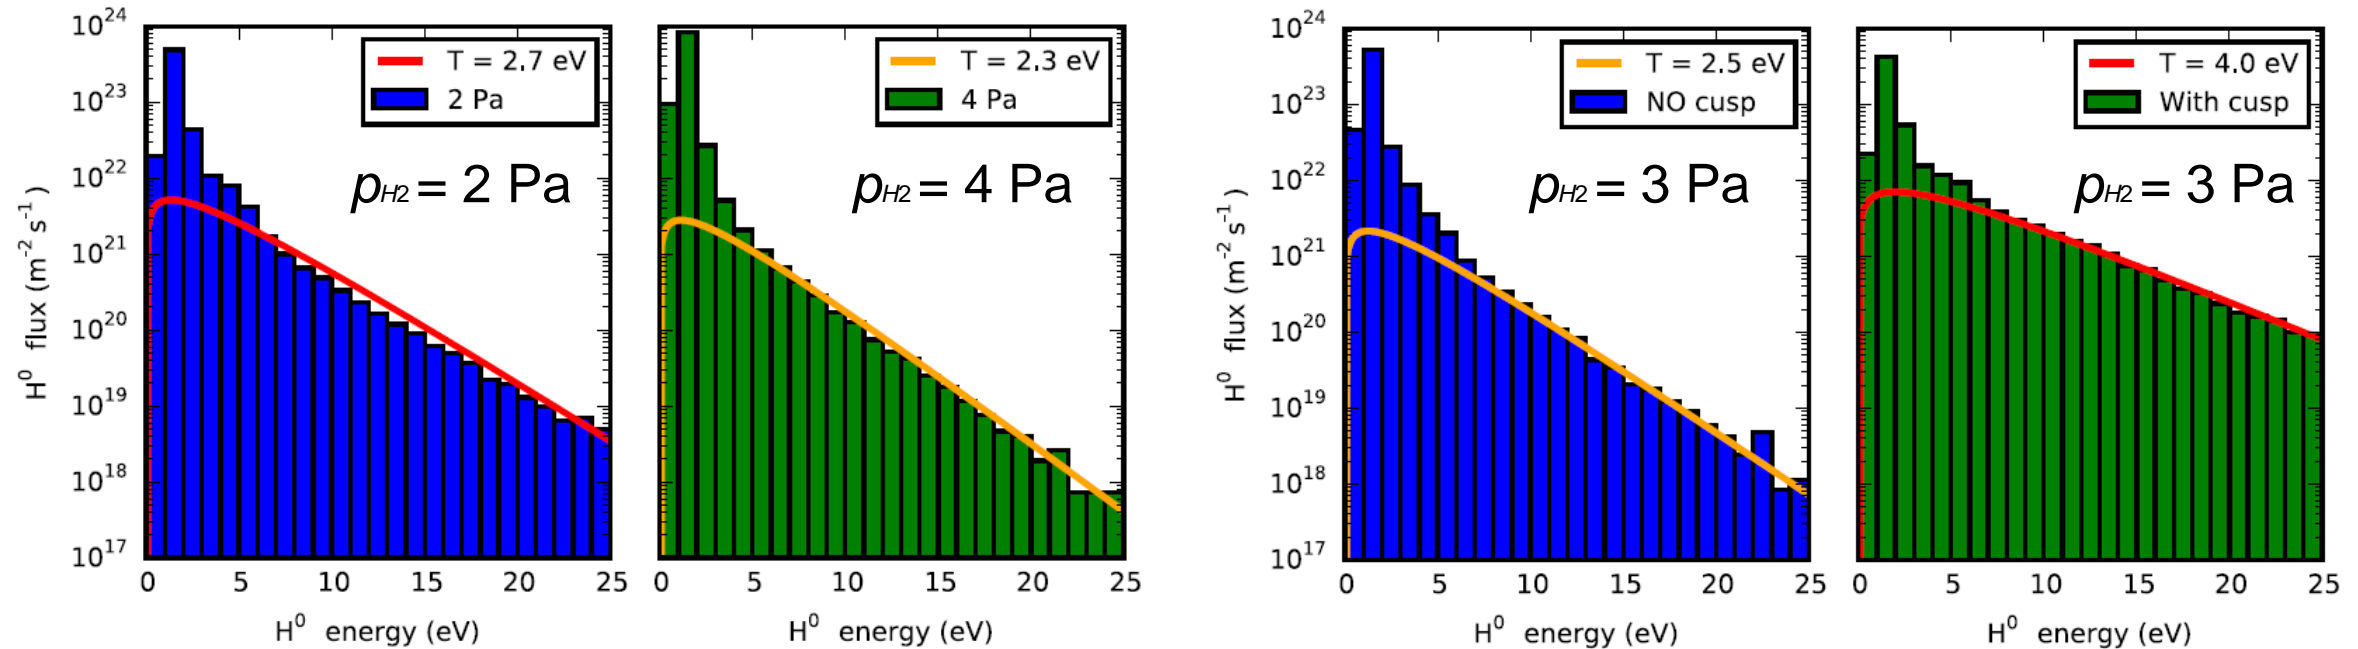 10^24
10^23
10^22
10^21
10^20
10^19
10^18
10^17
H^0 flux (m^-2 s^-1)
T = 2.7 eV
2 Pa
pH2 = 2 Pa
0 5 10 15 20 25
H^0 energy (eV)
T = 2.3 eV
4 Pa
pH2 = 4 Pa
0 5 10 15 20 25
H^0 energy (eV)
10^24
10^23
10^22
10^21
10^20
10^19
10^18
10^17
H^0 flux (m^-2 s^-1)
T = 2.5 eV
NO cusp
pH2 = 3 Pa
0 5 10 15 20 25
H^0 energy (eV)
T = 4.0 eV
With cusp
pH2 = 3 Pa
0 5 10 15 20 25
H^0 energy (eV)